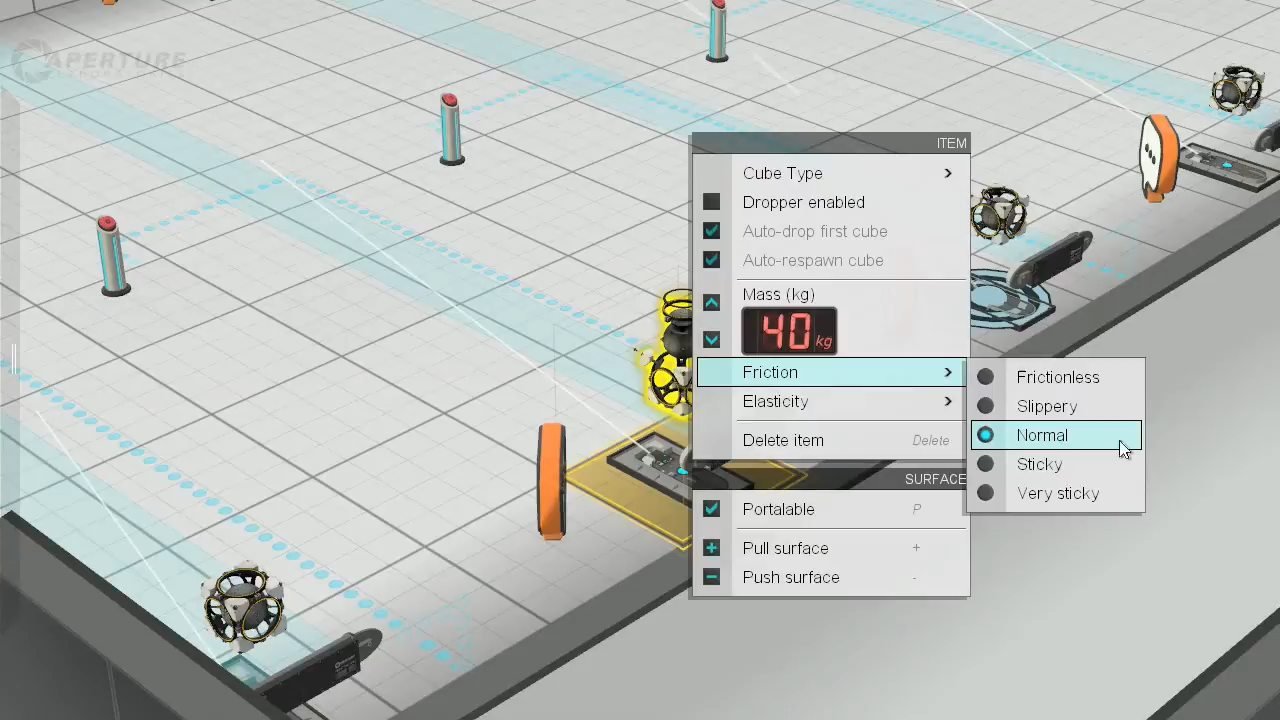 APERTURE
LABORATORIES
ITEM
Cube Type
Dropper enabled
Auto-drop first cube
Auto-respawn cube
Mass (kg)
40 kg
Friction
Elasticity
Delete item Delete
SURFACE
Portalable P
Pull surface +
Push surface -
Frictionless
Slippery
Normal
Sticky
Very sticky